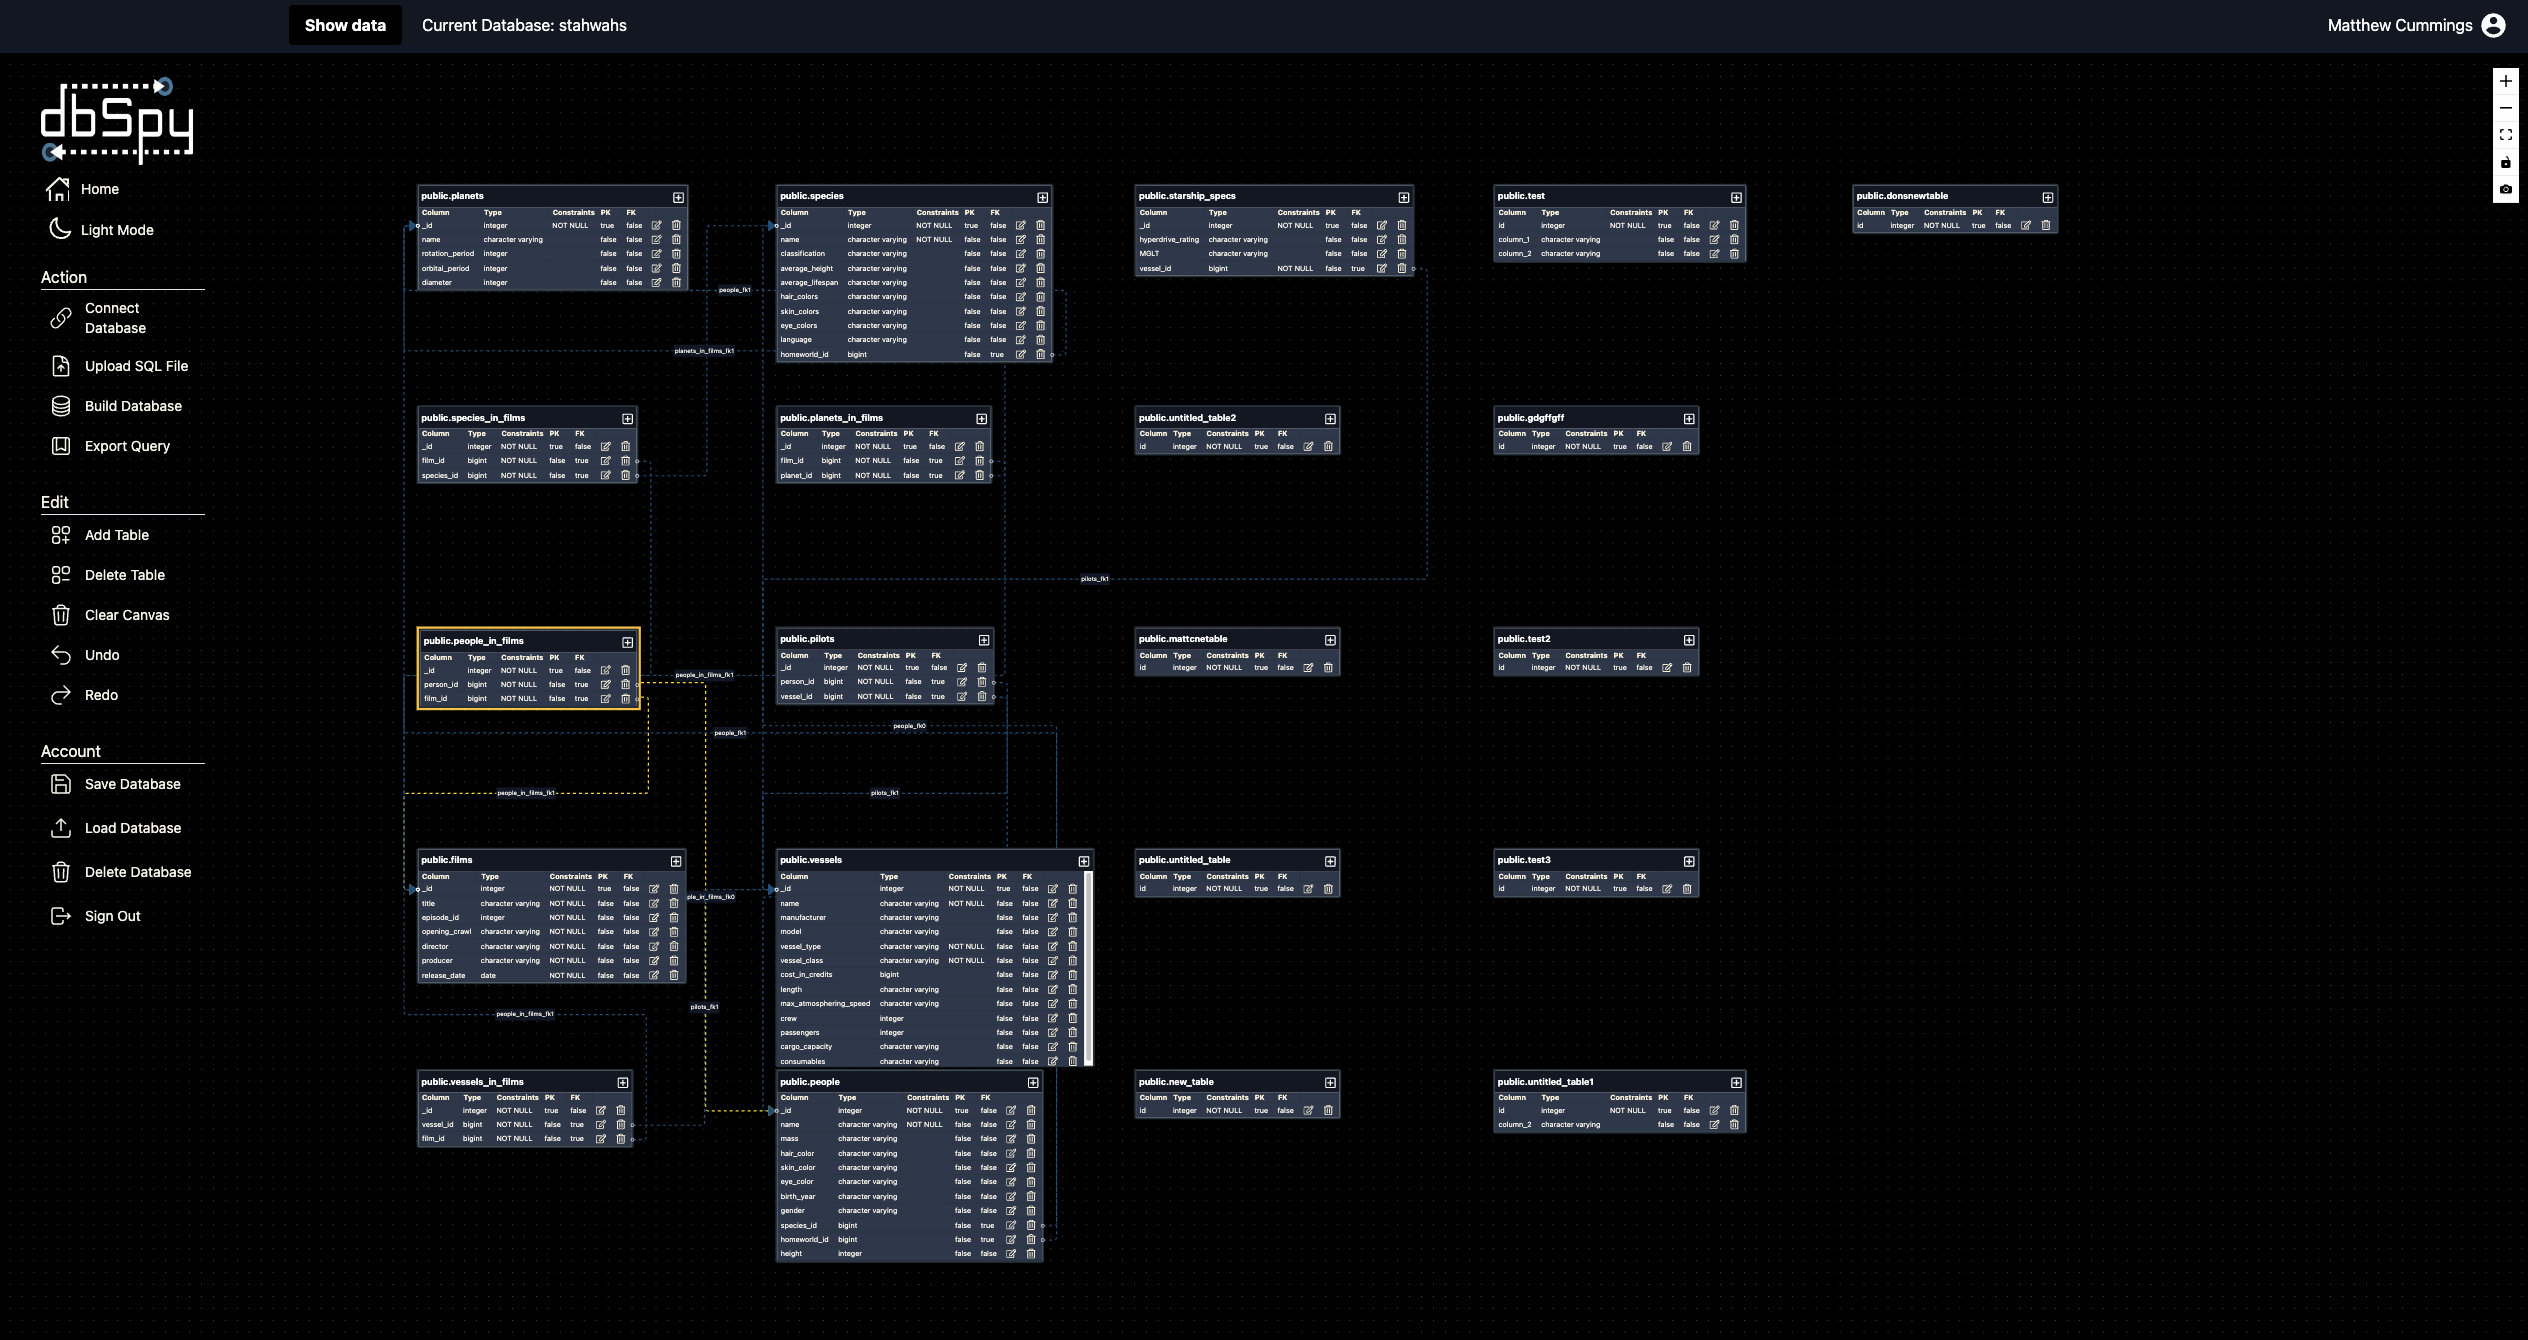 Show data
Current Database: stahwahs
Matthew Cummings
dbSpy
Home
Light Mode
Action
Connect
Database
Upload SQL File
Build Database
Export Query
Edit
Add Table
Delete Table
Clear Canvas
Undo
Redo
Account
Save Database
Load Database
Delete Database
Sign Out
public.planets
Column Type Constraints PK FK
_id integer NOT NULL true false
name character varying false false
rotation_period integer false false
orbital_period integer false false
diameter integer false false
public.species
Column Type Constraints PK FK
_id integer NOT NULL true false
name character varying NOT NULL false false
classification character varying false false
average_height character varying false false
average_lifespan character varying false false
hair_colors character varying false false
skin_colors character varying false false
eye_colors character varying false false
language character varying false false
homeworld_id bigint false true
public.starship_specs
Column Type Constraints PK FK
_id integer NOT NULL true false
hyperdrive_rating character varying false false
MGLT character varying false false
vessel_id bigint NOT NULL false true
public.test
Column Type Constraints PK FK
id integer NOT NULL true false
column_1 character varying false false
column_2 character varying false false
public.donsnewtable
Column Type Constraints PK FK
id integer NOT NULL true false
people_fk1
planets_in_films_fk1
public.species_in_films
Column Type Constraints PK FK
_id integer NOT NULL true false
film_id bigint NOT NULL false true
species_id bigint NOT NULL false true
public.planets_in_films
Column Type Constraints PK FK
_id integer NOT NULL true false
film_id bigint NOT NULL false true
planet_id bigint NOT NULL false true
public.untitled_table2
Column Type Constraints PK FK
id integer NOT NULL true false
public.gdgffgff
Column Type Constraints PK FK
id integer NOT NULL true false
pilots_fk1
public.people_in_films
Column Type Constraints PK FK
_id integer NOT NULL true false
person_id bigint NOT NULL false true
film_id bigint NOT NULL false true
people_in_films_fk1
public.pilots
Column Type Constraints PK FK
_id integer NOT NULL true false
person_id bigint NOT NULL false true
vessel_id bigint NOT NULL false true
public.mattcnetable
Column Type Constraints PK FK
id integer NOT NULL true false
public.test2
Column Type Constraints PK FK
id integer NOT NULL true false
people_fk0
people_fk1
people_in_films_fk1
pilots_fk1
public.films
Column Type Constraints PK FK
_id integer NOT NULL true false
title character varying NOT NULL false false
episode_id integer NOT NULL false false
opening_crawl character varying NOT NULL false false
director character varying NOT NULL false false
producer character varying NOT NULL false false
release_date date NOT NULL false false
ple_in_films_fk0
public.vessels
Column Type Constraints PK FK
_id integer NOT NULL true false
name character varying NOT NULL false false
manufacturer character varying false false
model character varying false false
vessel_type character varying NOT NULL false false
vessel_class character varying NOT NULL false false
cost_in_credits bigint false false
length character varying false false
max_atmosphering_speed character varying false false
crew integer false false
passengers integer false false
cargo_capacity character varying false false
consumables character varying false false
public.untitled_table
Column Type Constraints PK FK
id integer NOT NULL true false
public.test3
Column Type Constraints PK FK
id integer NOT NULL true false
pilots_fk1
people_in_films_fk1
public.vessels_in_films
Column Type Constraints PK FK
_id integer NOT NULL true false
vessel_id bigint NOT NULL false true
film_id bigint NOT NULL false true
public.people
Column Type Constraints PK FK
_id integer NOT NULL true false
name character varying NOT NULL false false
mass character varying false false
hair_color character varying false false
skin_color character varying false false
eye_color character varying false false
birth_year character varying false false
gender character varying false false
species_id bigint false true
homeworld_id bigint false true
height integer false false
public.new_table
Column Type Constraints PK FK
id integer NOT NULL true false
public.untitled_table1
Column Type Constraints PK FK
id integer NOT NULL true false
column_2 character varying false false